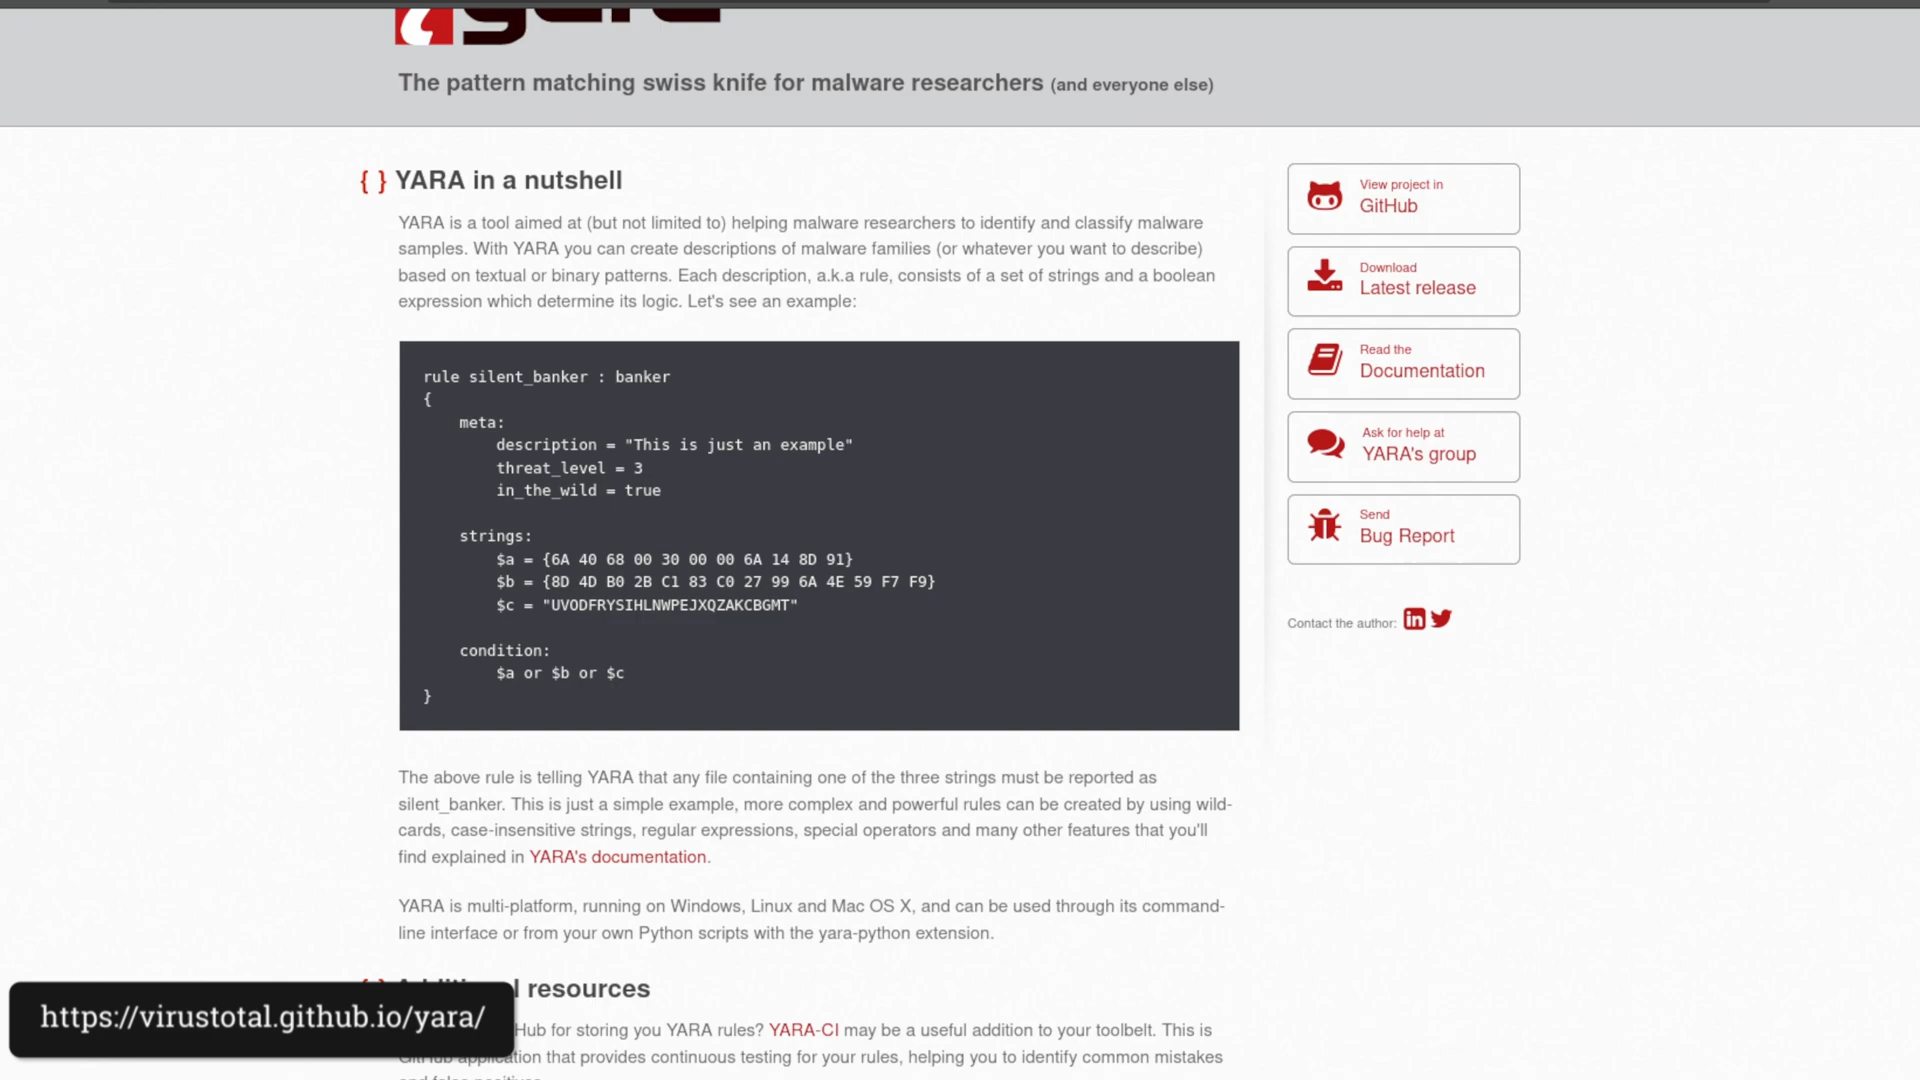 The pattern matching swiss knife for malware researchers (and everyone else)
{ } YARA in a nutshell
YARA is a tool aimed at (but not limited to) helping malware researchers to identify and classify malware
samples. With YARA you can create descriptions of malware families (or whatever you want to describe)
based on textual or binary patterns. Each description, a.k.a rule, consists of a set of strings and a boolean
expression which determine its logic. Let's see an example:
rule silent_banker : banker
{
meta:
description = "This is just an example"
threat_level = 3
in_the_wild = true
strings:
$a = {6A 40 68 00 30 00 00 6A 14 8D 91}
$b = {8D 4D B0 2B C1 83 C0 27 99 6A 4E 59 F7 F9}
$c = "UVODFRYSIHLNWPEJXQZAKCBGMT"
condition:
$a or $b or $c
}
The above rule is telling YARA that any file containing one of the three strings must be reported as
silent_banker. This is just a simple example, more complex and powerful rules can be created by using wild-
cards, case-insensitive strings, regular expressions, special operators and many other features that you'll
find explained in YARA's documentation.
YARA is multi-platform, running on Windows, Linux and Mac OS X, and can be used through its command-
line interface or from your own Python scripts with the yara-python extension.
resources
Hub for storing you YARA rules? YARA-CI may be a useful addition to your toolbelt. This is
GitHub application that provides continuous testing for your rules, helping you to identify common mistakes
View project in
GitHub
Download
Latest release
Read the
Documentation
Ask for help at
YARA's group
Send
Bug Report
Contact the author:
https://virustotal.github.io/yara/